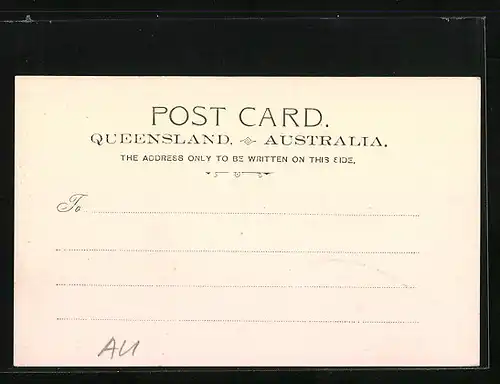 POST CARD.
QUEENSLAND. AUSTRALIA.
THE ADDRESS ONLY TO BE WRITTEN ON THIS SIDE.
To
AU